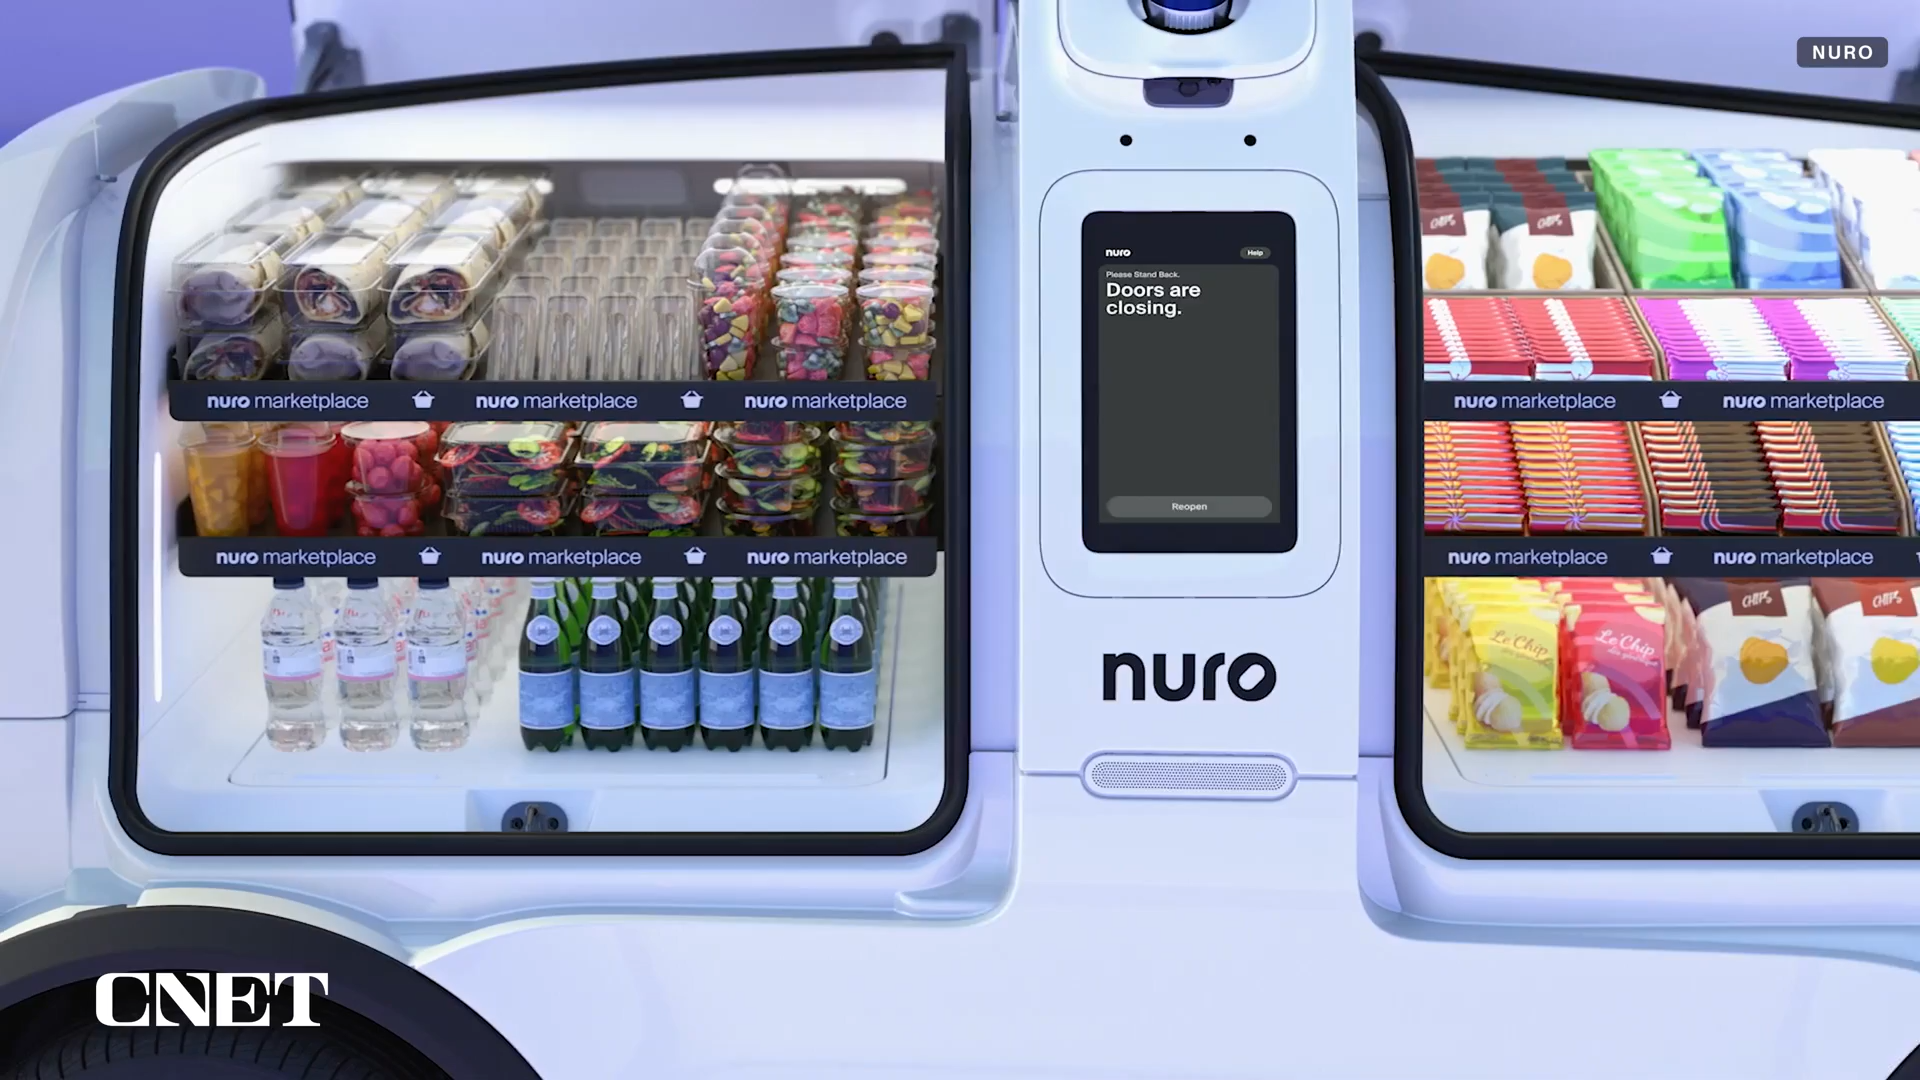 NURO
nuro
Help
Please Stand Back.
Doors are
closing.
Reopen
nuro marketplace nuro marketplace nuro marketplace
nuro marketplace nuro marketplace
nuro marketplace nuro marketplace nuro marketplace
nuro marketplace nuro marketplace
CHIPS
CHIPS
CHIPS
CHIPS
Le'Chip
Le'Chip
nuro
CNET